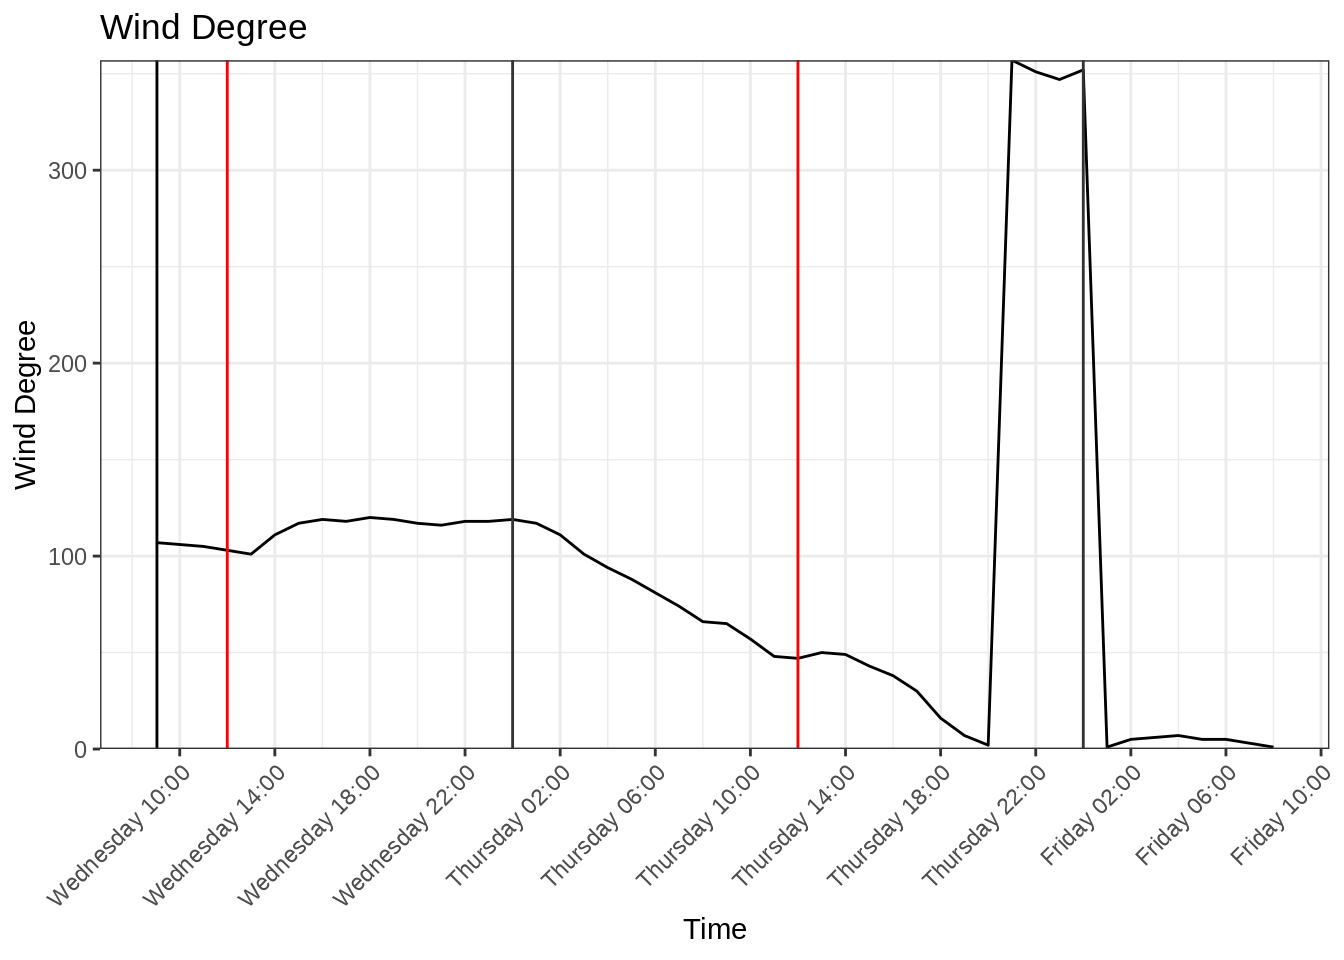 Wind Degree
Wind Degree
300
200
100
0
Wednesday 10:00
Wednesday 14:00
Wednesday 18:00
Wednesday 22:00
Thursday 02:00
Thursday 06:00
Thursday 10:00
Thursday 14:00
Thursday 18:00
Thursday 22:00
Friday 02:00
Friday 06:00
Friday 10:00
Time